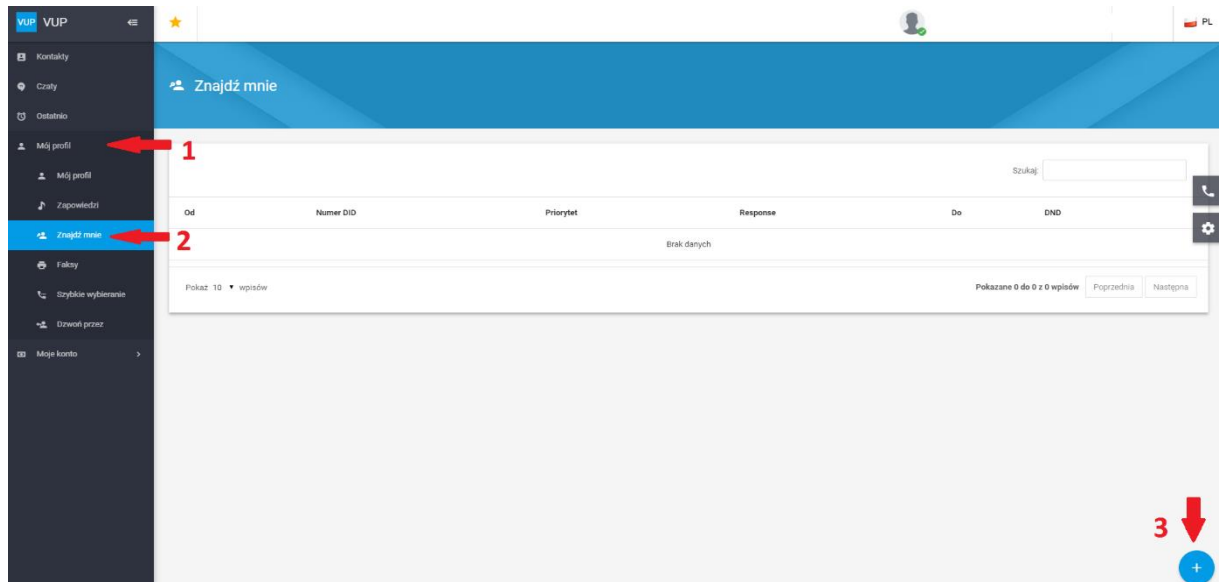 VUP VUP
PL
Kontakty
Czaty
Ostatnio
Mój profil
1
Mój profil
Zapowiedzi
Znajdź mnie
2
Faksy
Szybkie wybieranie
Dzwoń przez
Moje konto
Znajdź mnie
Szukaj:
Od Numer DID Priorytet Response Do DND
Brak danych
Pokaż 10 wpisów
Pokazane 0 do 0 z 0 wpisów Poprzednia Następna
3
+